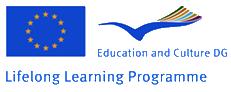 Education and Culture DG
Lifelong Learning Programme